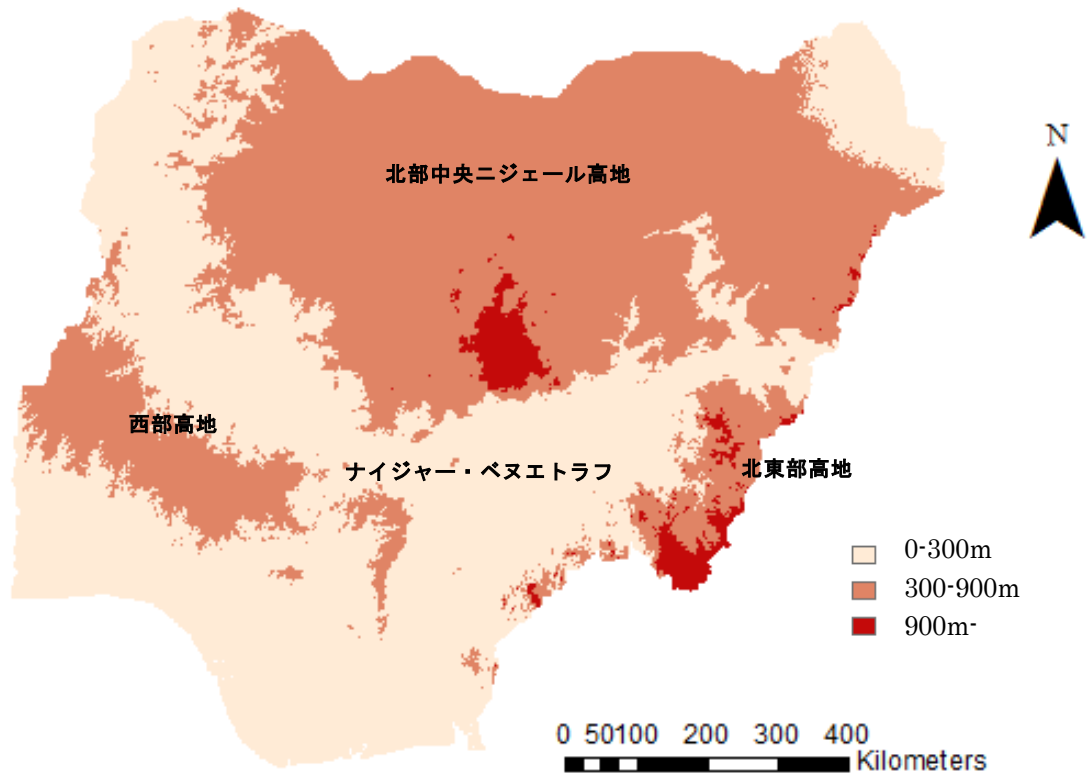 N
北部中央ニジェール高地
西部高地
ナイジャー・ベヌエトラフ
北東部高地
0-300m
300-900m
900m-
0 50100 200 300 400
Kilometers